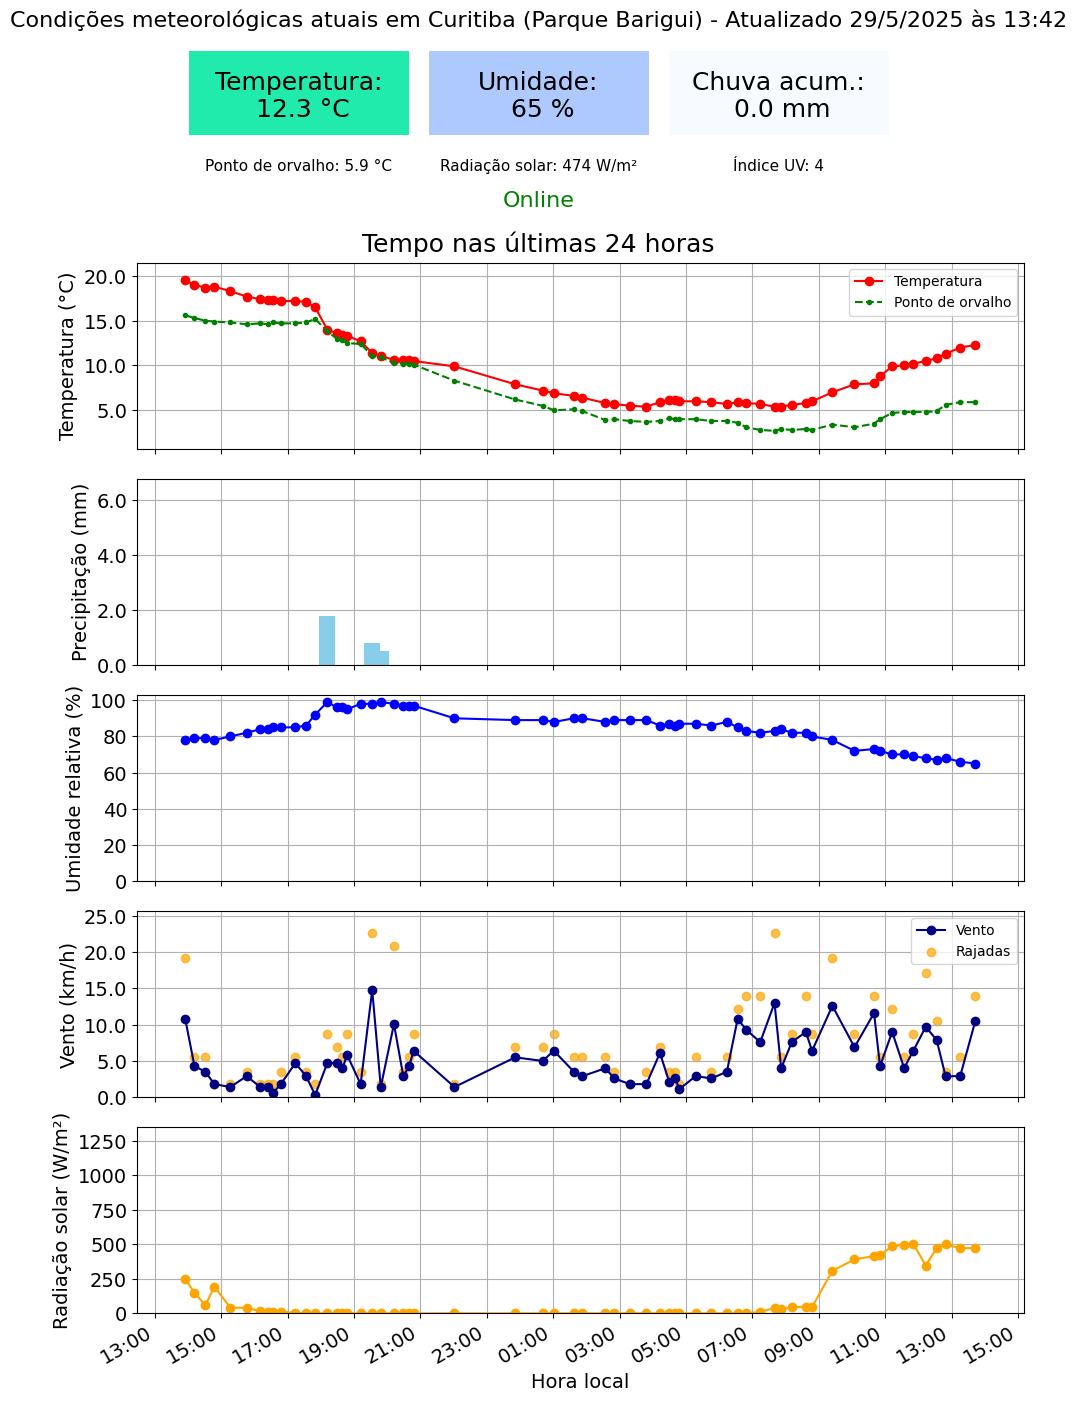 Condições meteorológicas atuais em Curitiba (Parque Barigui) - Atualizado 29/5/2025 às 13:42
Temperatura:
12.3 °C
Umidade:
65 %
Chuva acum.:
0.0 mm
Ponto de orvalho: 5.9 °C
Radiação solar: 474 W/m²
Índice UV: 4
Online
Tempo nas últimas 24 horas
Temperatura (°C)
20.0
15.0
10.0
5.0
Temperatura
Ponto de orvalho
Precipitação (mm)
6.0
4.0
2.0
0.0
Umidade relativa (%)
100
80
60
40
20
0
Vento (km/h)
25.0
20.0
15.0
10.0
5.0
0.0
Vento
Rajadas
Radiação solar (W/m²)
1250
1000
750
500
250
0
13:00
15:00
17:00
19:00
21:00
23:00
01:00
03:00
05:00
07:00
09:00
11:00
13:00
15:00
Hora local